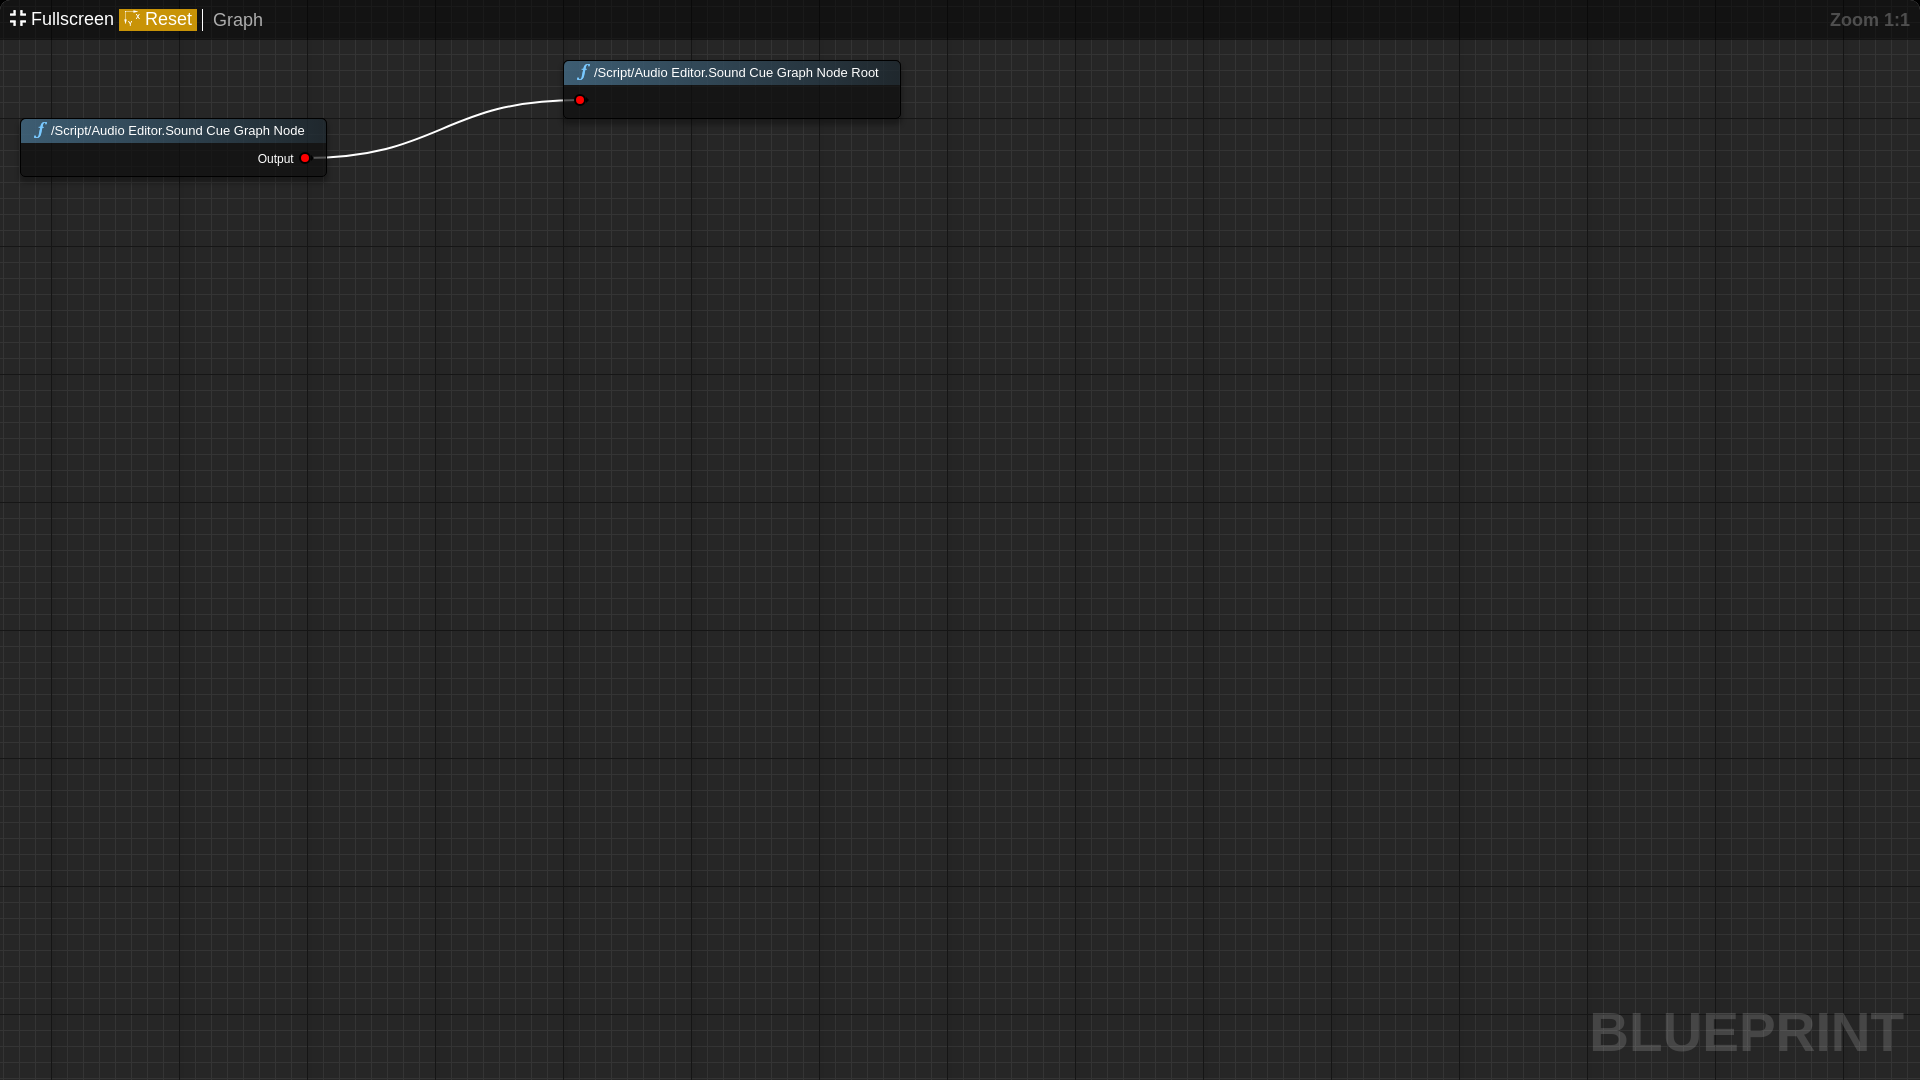 Fullscreen Reset Graph Zoom 1:1
/Script/Audio Editor.Sound Cue Graph Node Root
/Script/Audio Editor.Sound Cue Graph Node
Output
BLUEPRINT